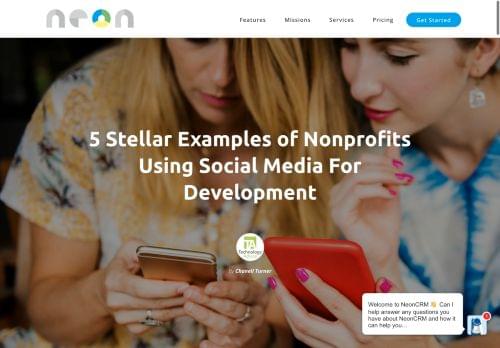 neon
Features
Missions
Services
Pricing
Get Started
5 Stellar Examples of Nonprofits
Using Social Media For
Development
TA
Technology
By Chanell Turner
Welcome to NeonCRM 👋 Can I
help answer any questions you
have about NeonCRM and how it
can help you...
1